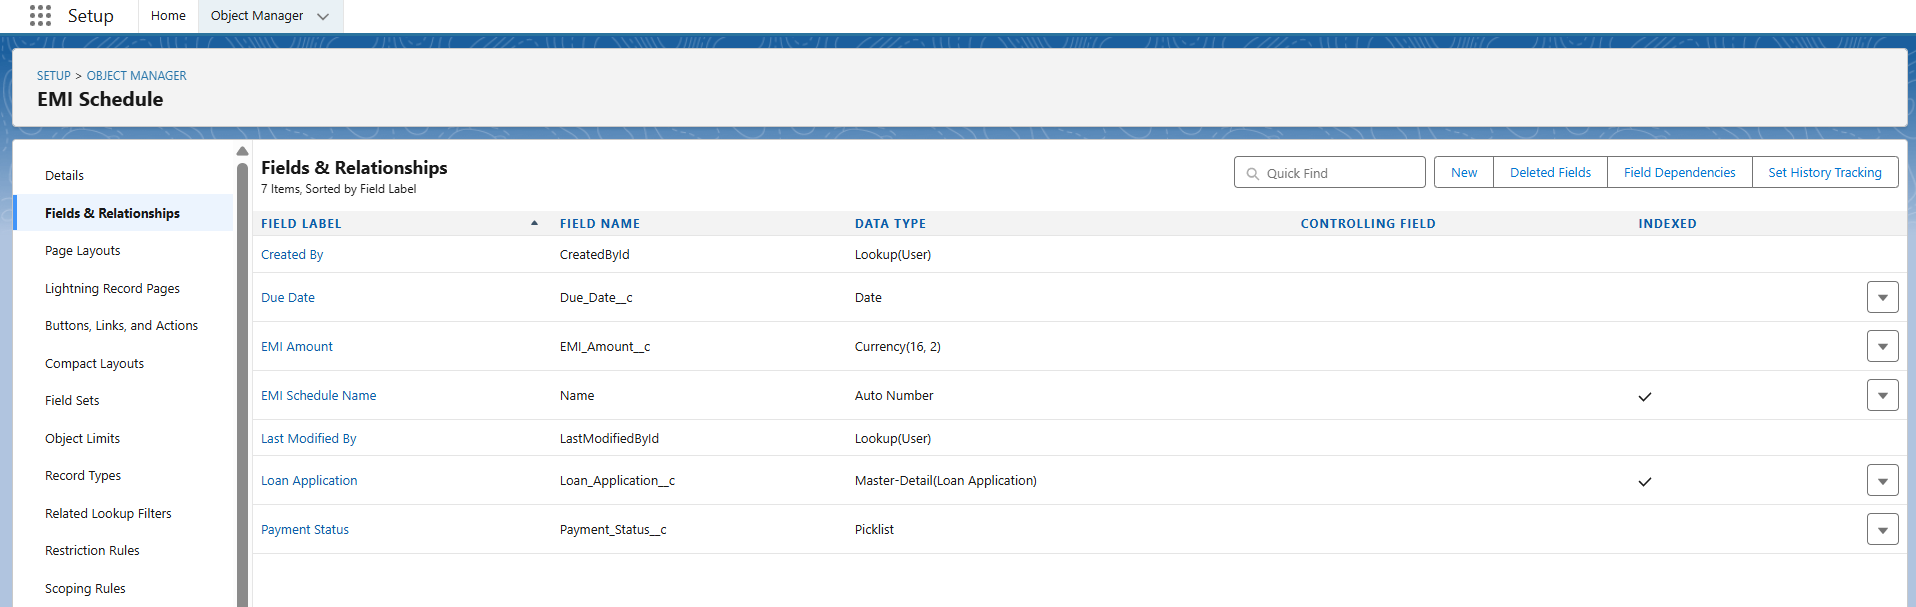 Setup Home Object Manager
SETUP > OBJECT MANAGER
EMI Schedule
Details
Fields & Relationships
Page Layouts
Lightning Record Pages
Buttons, Links, and Actions
Compact Layouts
Field Sets
Object Limits
Record Types
Related Lookup Filters
Restriction Rules
Scoping Rules
Fields & Relationships
7 Items, Sorted by Field Label
Quick Find New Deleted Fields Field Dependencies Set History Tracking
FIELD LABEL FIELD NAME DATA TYPE CONTROLLING FIELD INDEXED
Created By CreatedById Lookup(User)
Due Date Due_Date__c Date
EMI Amount EMI_Amount__c Currency(16, 2)
EMI Schedule Name Name Auto Number
Last Modified By LastModifiedById Lookup(User)
Loan Application Loan_Application__c Master-Detail(Loan Application)
Payment Status Payment_Status__c Picklist